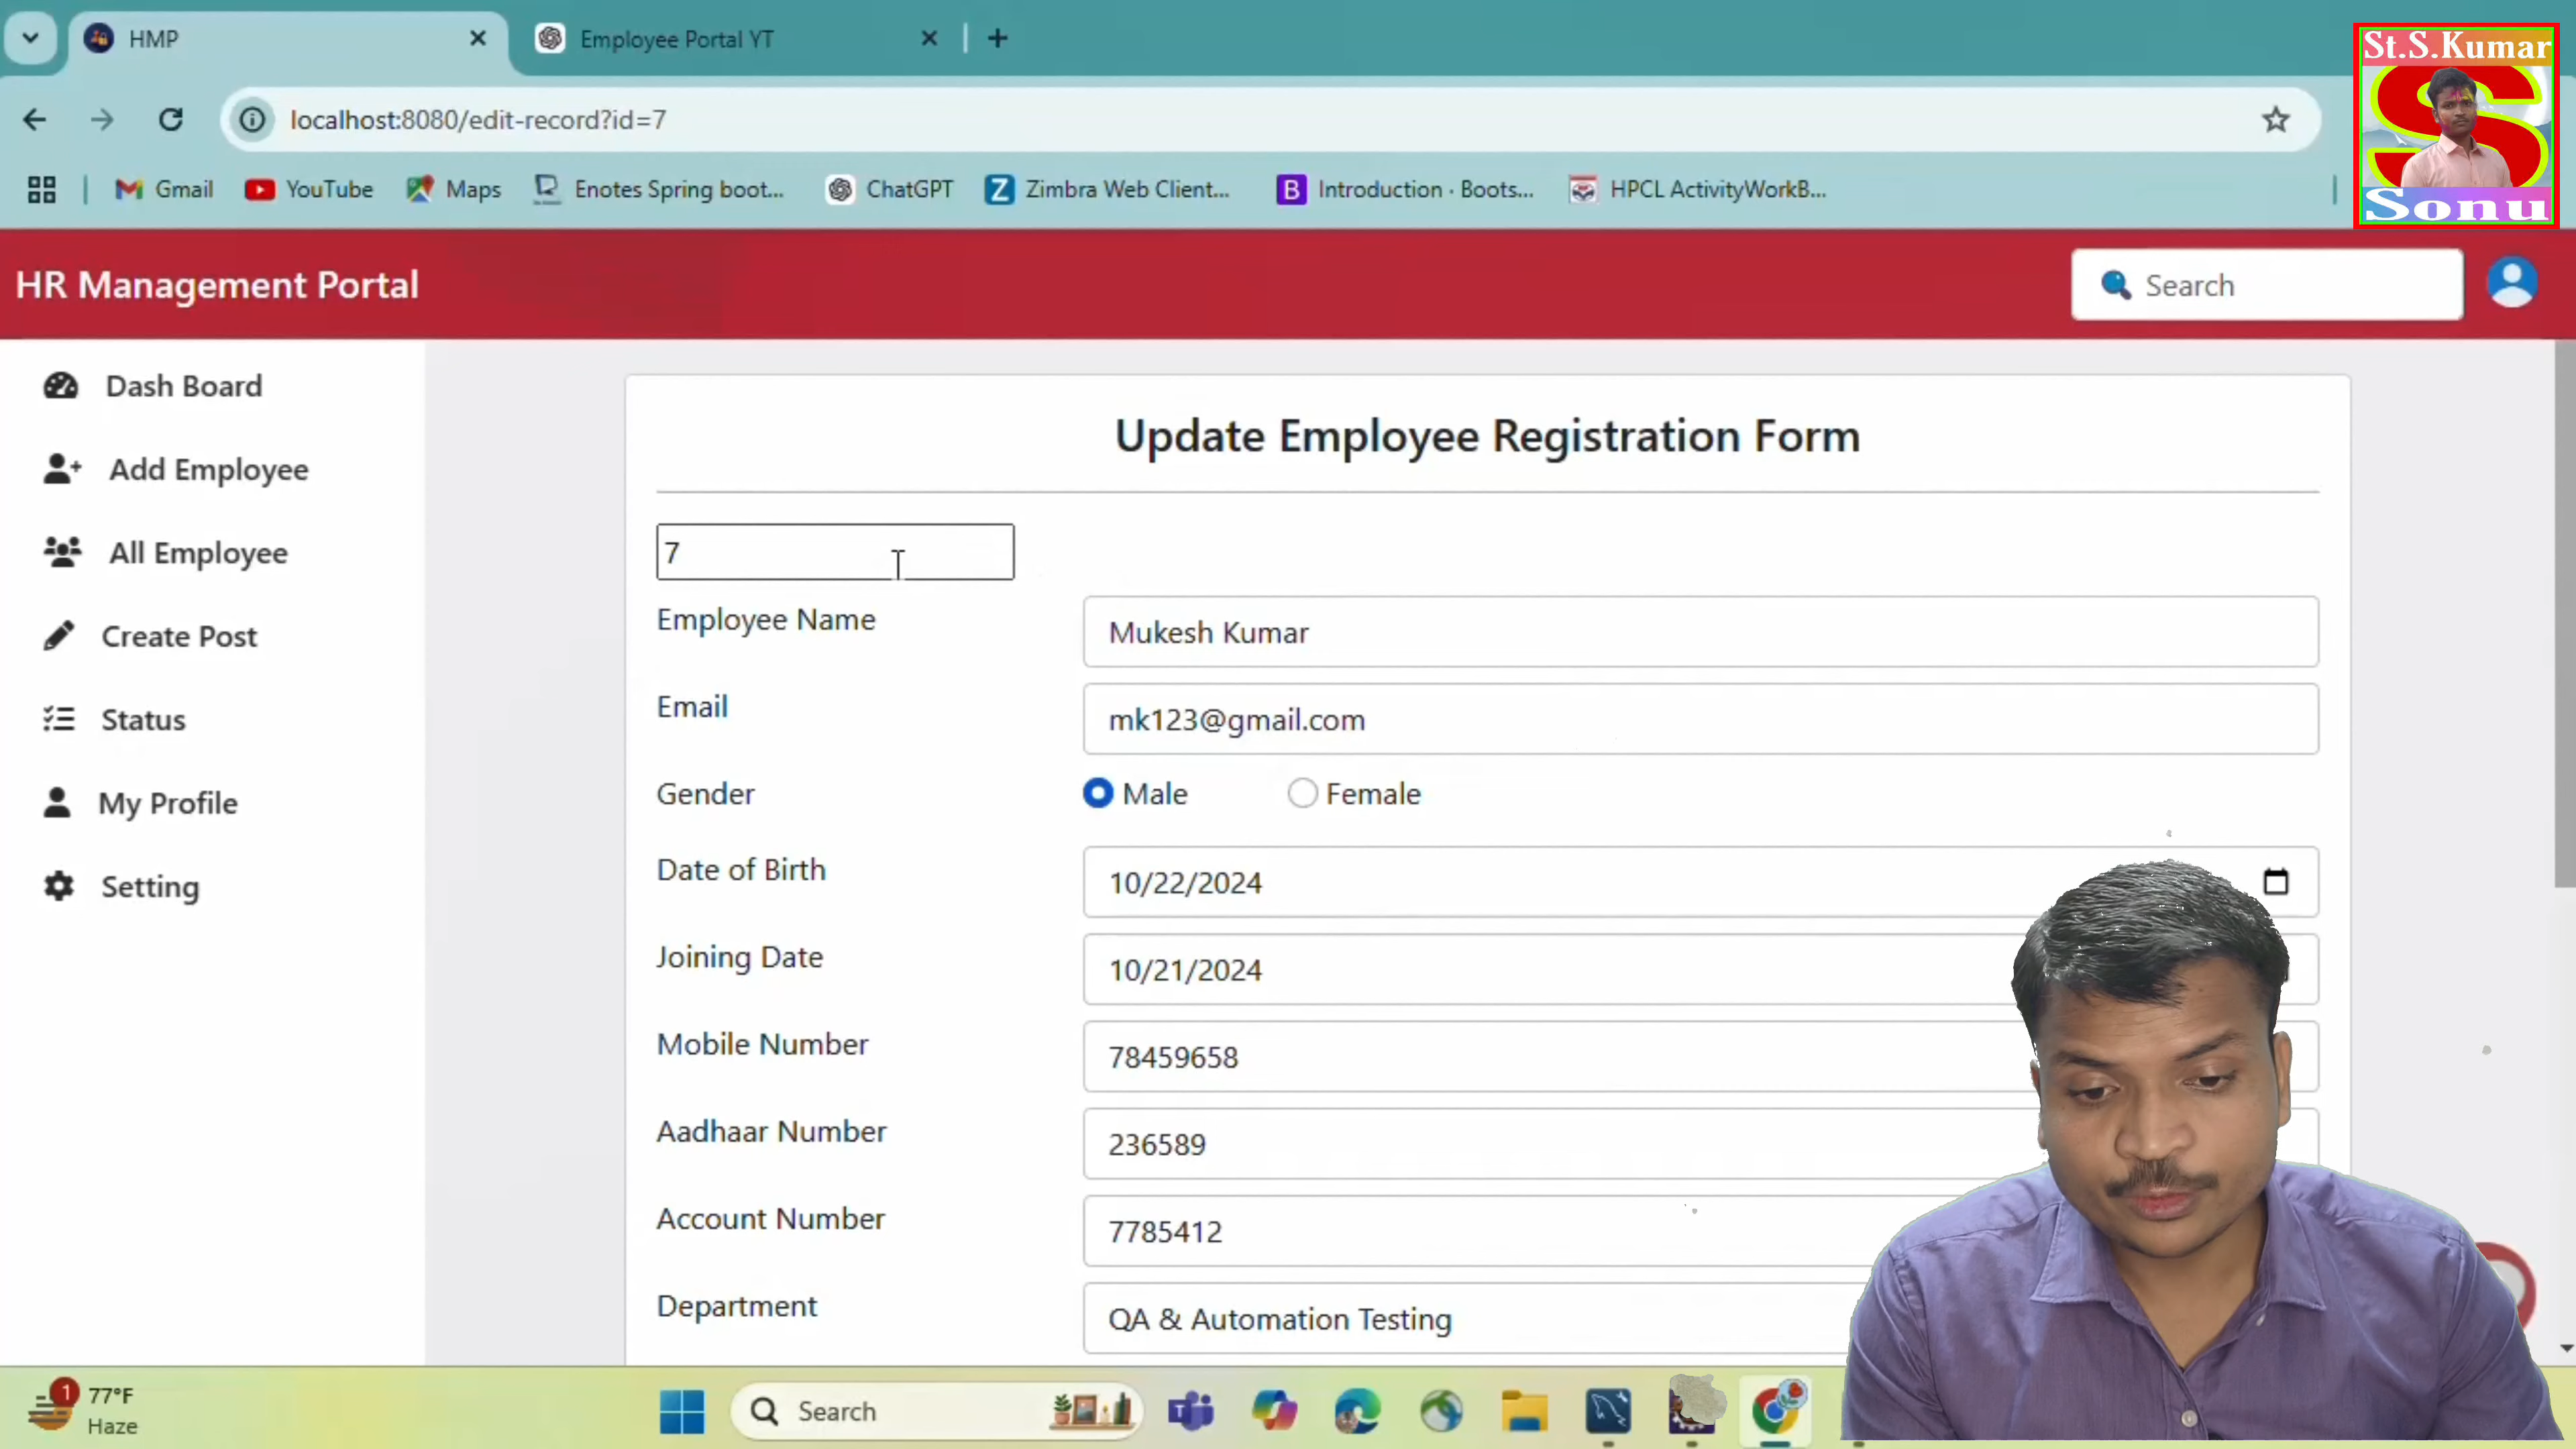 HMP
Employee Portal YT
localhost:8080/edit-record?id=7
Gmail
YouTube
Maps
Enotes Spring boot...
ChatGPT
Zimbra Web Client...
B
Introduction · Boots...
HPCL ActivityWorkB...
St.S.Kumar
S
Sonu
HR Management Portal
Search
Dash Board
Add Employee
All Employee
Create Post
Status
My Profile
Setting
Update Employee Registration Form
7
Employee Name
Mukesh Kumar
Email
mk123@gmail.com
Gender
Male
Female
Date of Birth
10/22/2024
Joining Date
10/21/2024
Mobile Number
78459658
Aadhaar Number
236589
Account Number
7785412
Department
QA & Automation Testing
1
77°F
Haze
Search